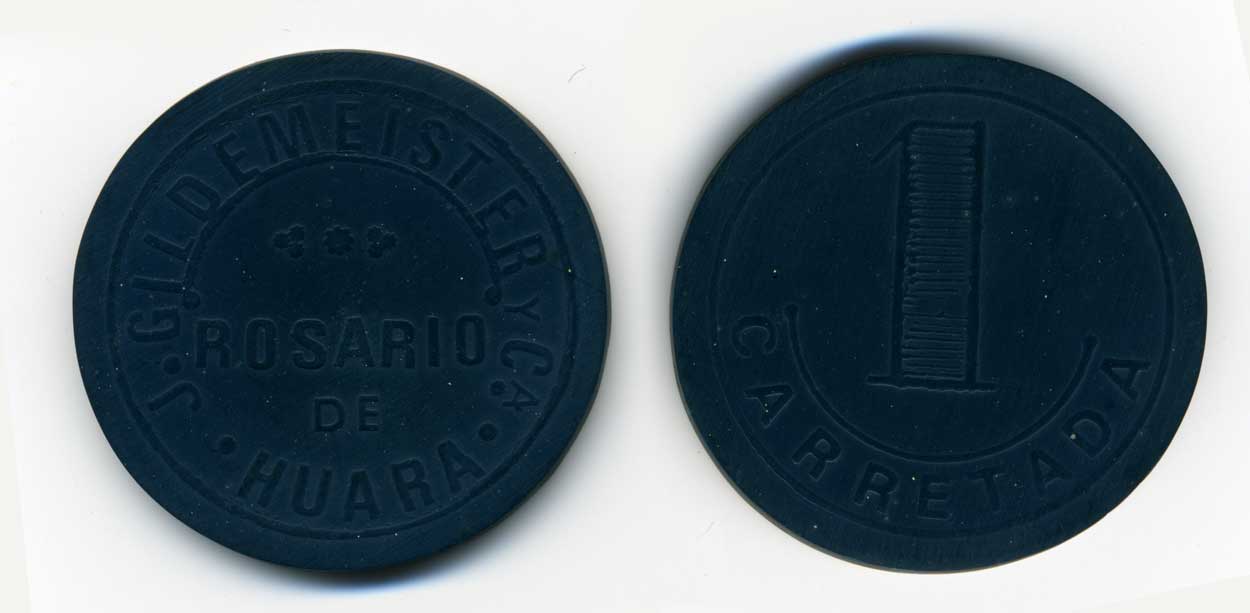 J. GILDEMEISTER Y CA.
ROSARIO
DE
HUARA
1
CARRETADA